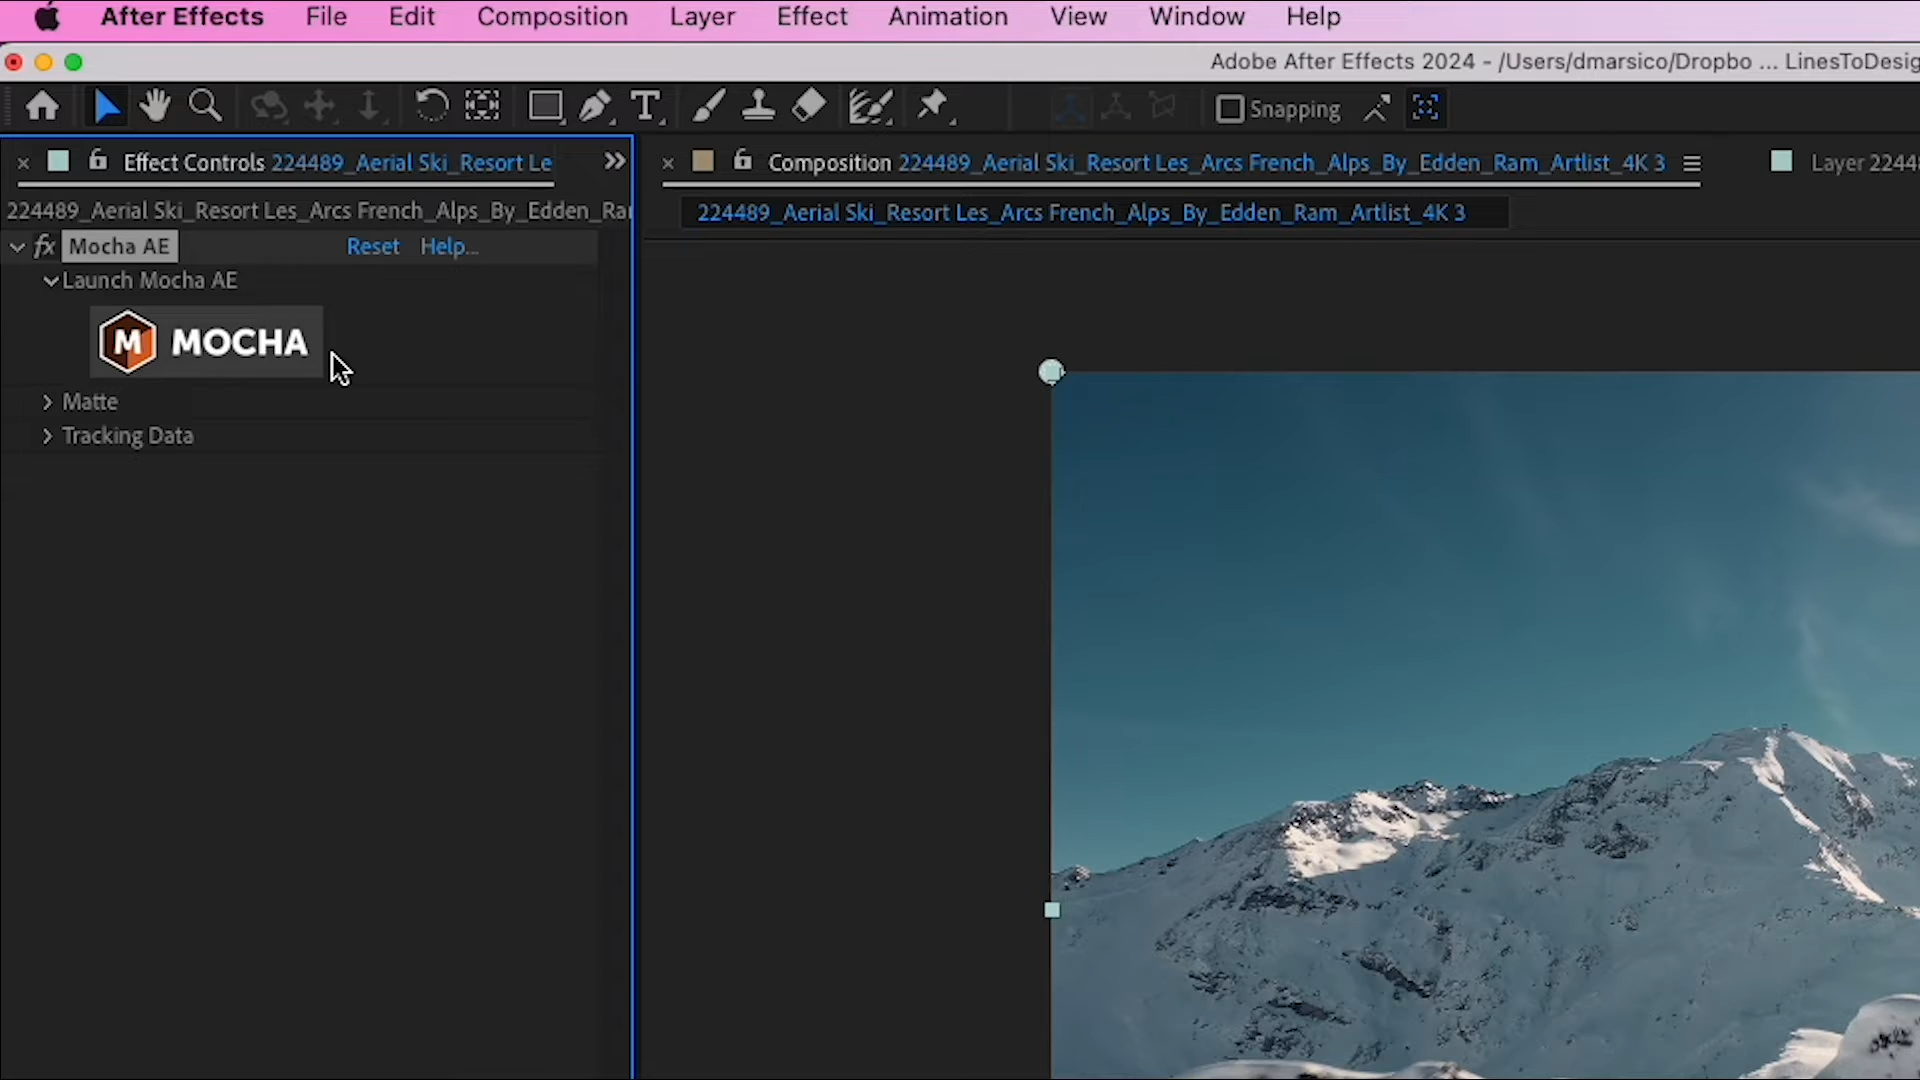 After Effects File Edit Composition Layer Effect Animation View Window Help
Adobe After Effects 2024 - /Users/dmarsico/Dropbo ... LinesToDesig
Snapping
Effect Controls 224489_Aerial Ski_Resort Le
Composition 224489_Aerial Ski_Resort Les_Arcs French_Alps_By_Edden_Ram_Artlist_4K 3
Layer 2244
224489_Aerial Ski_Resort Les_Arcs French_Alps_By_Edden_Ra
224489_Aerial Ski_Resort Les_Arcs French_Alps_By_Edden_Ram_Artlist_4K 3
fx Mocha AE Reset Help...
Launch Mocha AE
M MOCHA
Matte
Tracking Data